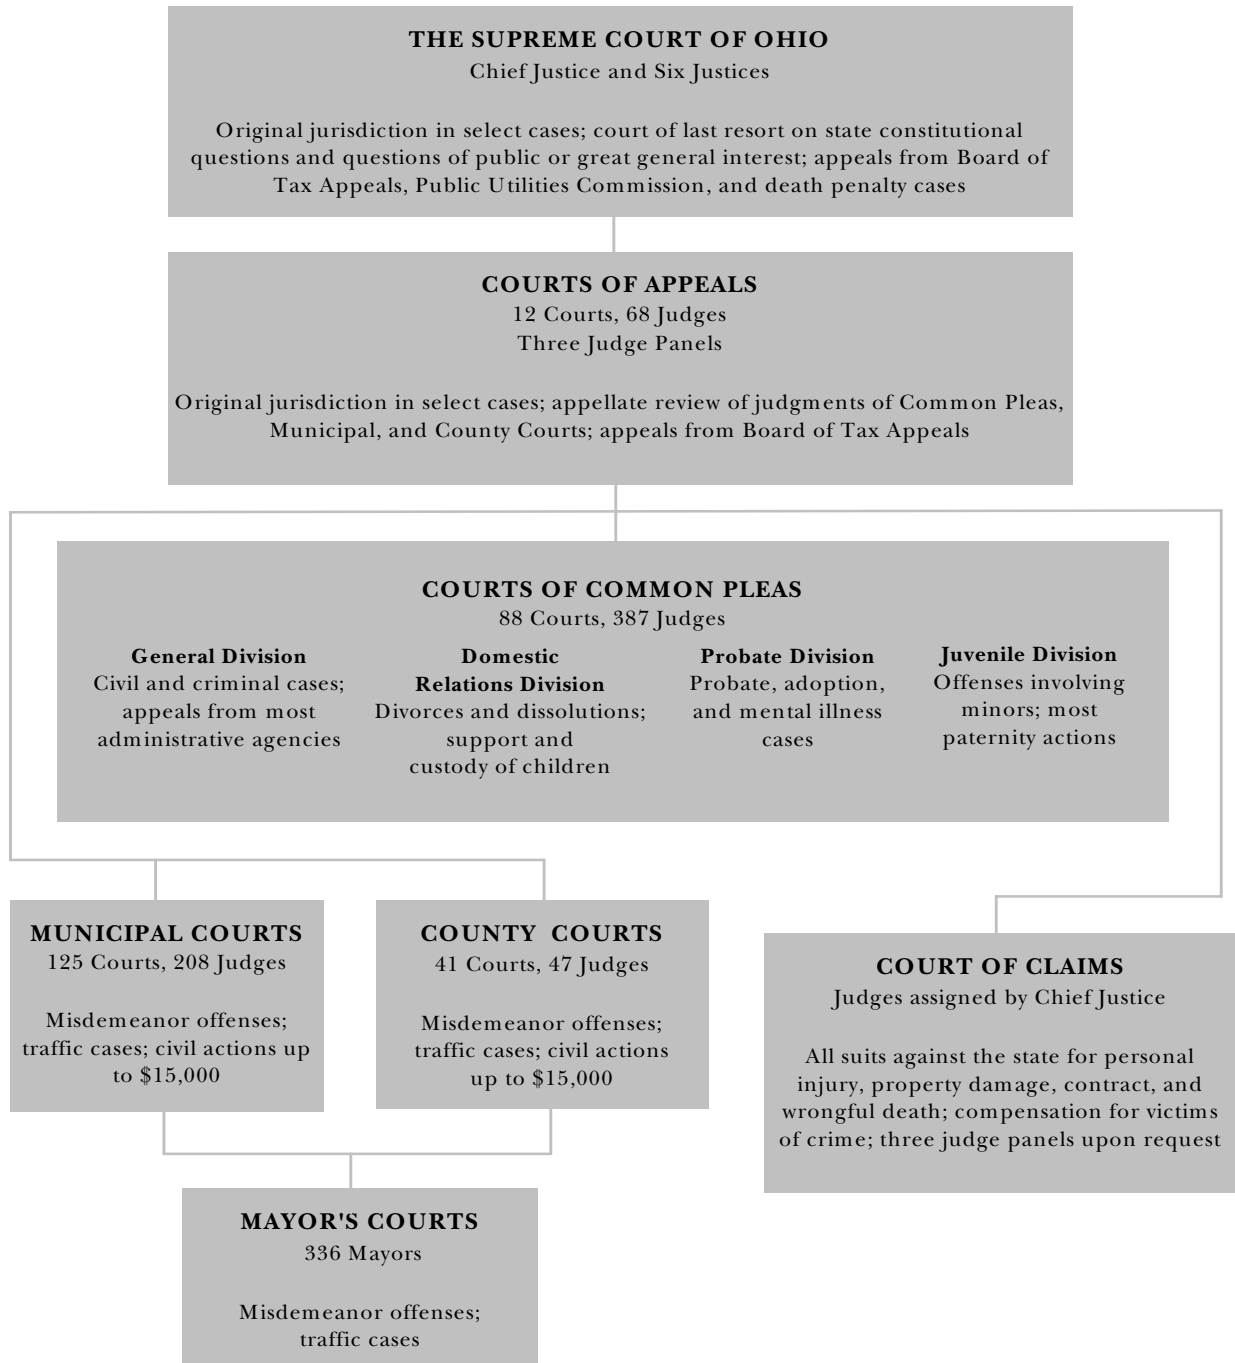 THE SUPREME COURT OF OHIO
Chief Justice and Six Justices
Original jurisdiction in select cases; court of last resort on state constitutional
questions and questions of public or great general interest; appeals from Board of
Tax Appeals, Public Utilities Commission, and death penalty cases
COURTS OF APPEALS
12 Courts, 68 Judges
Three Judge Panels
Original jurisdiction in select cases; appellate review of judgments of Common Pleas,
Municipal, and County Courts; appeals from Board of Tax Appeals
COURTS OF COMMON PLEAS
88 Courts, 387 Judges
General Division
Civil and criminal cases;
appeals from most
administrative agencies
Domestic
Relations Division
Divorces and dissolutions;
support and
custody of children
Probate Division
Probate, adoption,
and mental illness
cases
Juvenile Division
Offenses involving
minors; most
paternity actions
MUNICIPAL COURTS
125 Courts, 208 Judges
Misdemeanor offenses;
traffic cases; civil actions up
to $15,000
COUNTY COURTS
41 Courts, 47 Judges
Misdemeanor offenses;
traffic cases; civil actions
up to $15,000
COURT OF CLAIMS
Judges assigned by Chief Justice
All suits against the state for personal
injury, property damage, contract, and
wrongful death; compensation for victims
of crime; three judge panels upon request
MAYOR'S COURTS
336 Mayors
Misdemeanor offenses;
traffic cases